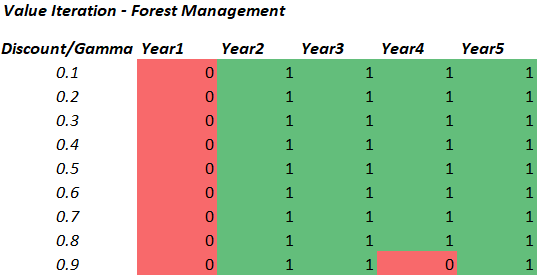 Value Iteration - Forest Management
Discount/Gamma Year1 Year2 Year3 Year4 Year5
0.1 0 1 1 1 1
0.2 0 1 1 1 1
0.3 0 1 1 1 1
0.4 0 1 1 1 1
0.5 0 1 1 1 1
0.6 0 1 1 1 1
0.7 0 1 1 1 1
0.8 0 1 1 1 1
0.9 0 1 1 0 1